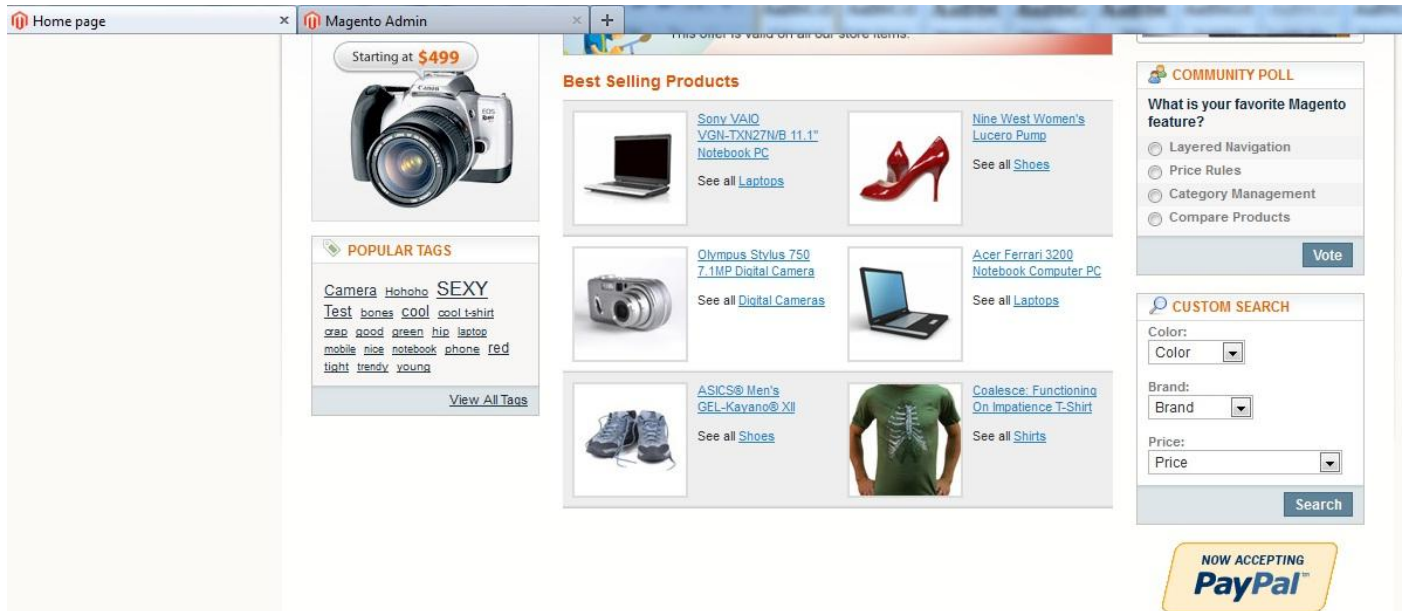 Home page
Magento Admin
This offer is valid on all our store items.
Starting at $499
Canon
EOS
Best Selling Products
Sony VAIO
VGN-TXN27N/B 11.1"
Notebook PC
See all Laptops
Nine West Women's
Lucero Pump
See all Shoes
Olympus Stylus 750
7.1MP Digital Camera
See all Digital Cameras
Acer Ferrari 3200
Notebook Computer PC
See all Laptops
ASICS® Men's
GEL-Kayano® XII
See all Shoes
Coalesce: Functioning
On Impatience T-Shirt
See all Shirts
POPULAR TAGS
Camera Hohoho SEXY
Test bones cool cool t-shirt
crap good green hip laptop
mobile nice notebook phone red
tight trendy young
View All Tags
COMMUNITY POLL
What is your favorite Magento
feature?
Layered Navigation
Price Rules
Category Management
Compare Products
Vote
CUSTOM SEARCH
Color:
Color
Brand:
Brand
Price:
Price
Search
NOW ACCEPTING
PayPal™